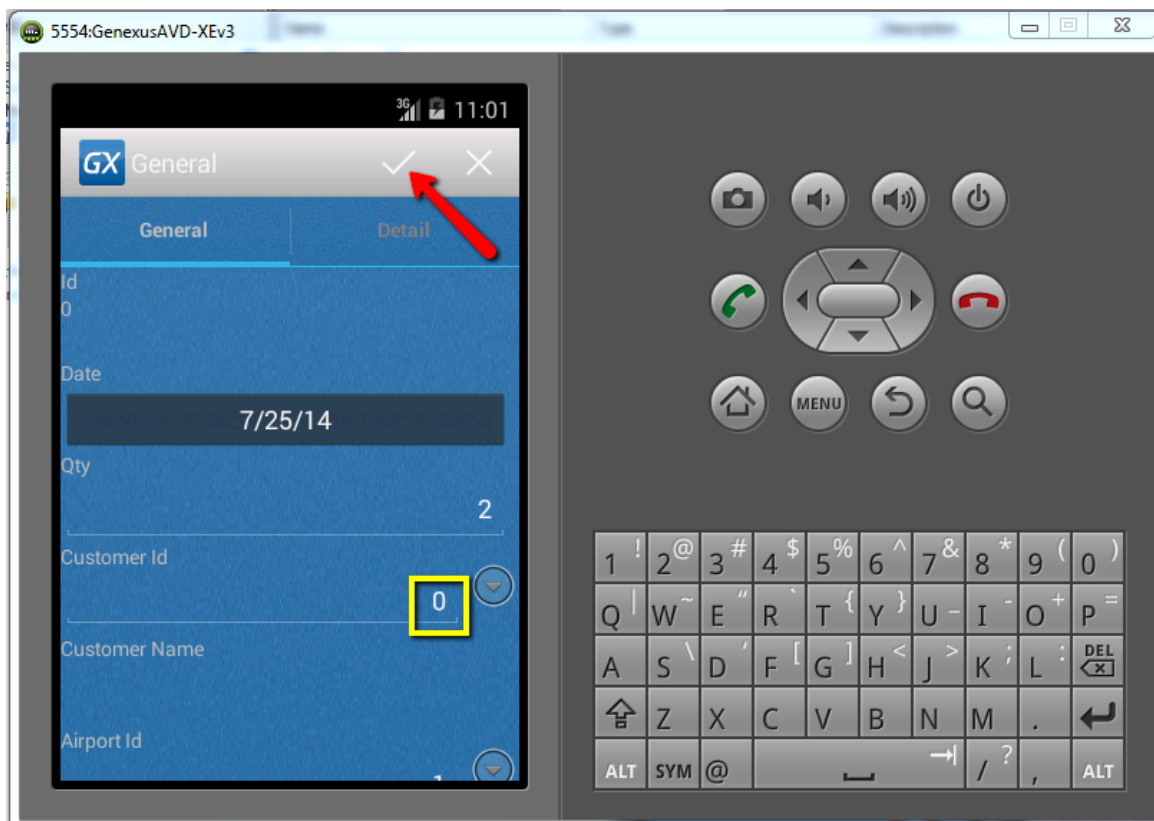 5554:GenexusAVD-XEv3
3G 11:01
GX General
General Detail
Id
0
Date
7/25/14
Qty
2
Customer Id
0
Customer Name
Airport Id
MENU
1 ! 2 @ 3 # 4 $ 5 % 6 ^ 7 & 8 * 9 ( 0 )
Q | W ~ E " R ` T { Y } U _ I - O + P =
A S \ D ' F [ G ] H < J > K ; L : DEL
Z X C V B N M .
ALT SYM @ / ? , ALT